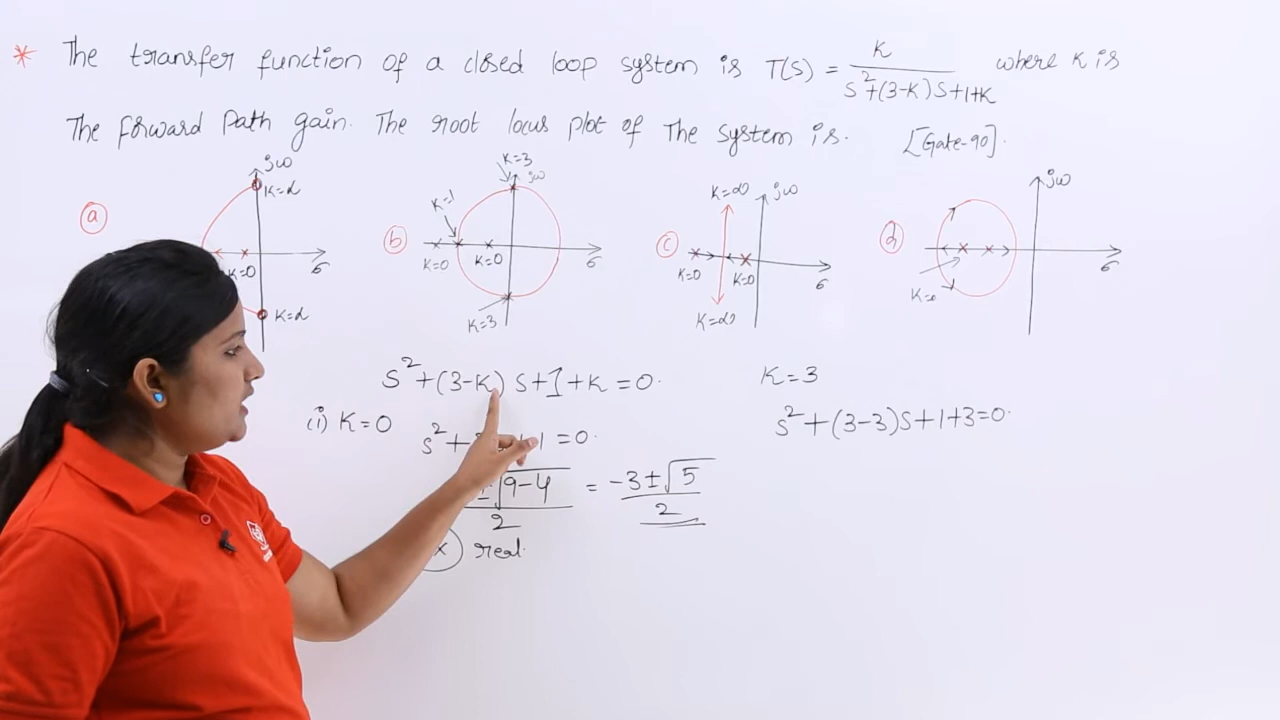 * The transfer function of a closed loop system is T(S) = K / S²+(3-K)S+1+K where K is
The forward Path gain. The root locus plot of The system is. [Gate-90].
a jω K=α K=0 K=α σ
b K=3 jω K=1 K=0 K=0 σ K=3
c K=∞ jω K=0 K=0 σ K=∞
d jω K=0 σ
S²+(3-K) S+1+K=0.
(i) K=0
=0.
√9-4 / 2 = -3±√5 / 2
real.
K=3
S²+(3-3)S+1+3=0.